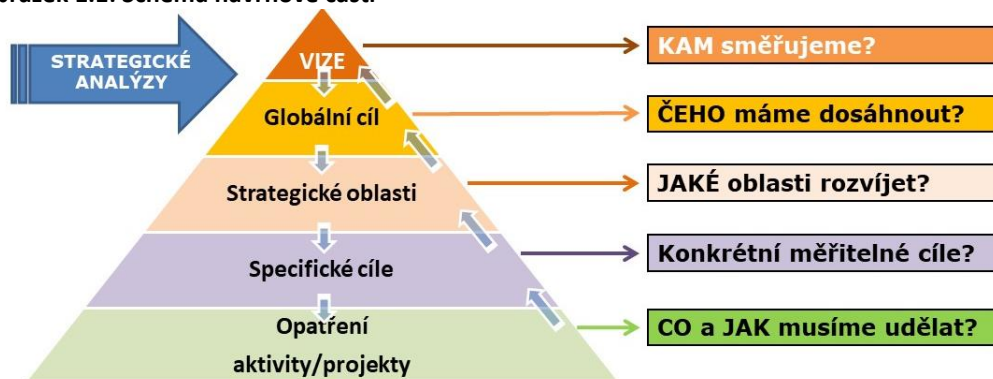 STRATEGICKÉ
ANALÝZY
VIZE
KAM směřujeme?
Globální cíl
ČEHO máme dosáhnout?
Strategické oblasti
JAKÉ oblasti rozvíjet?
Specifické cíle
Konkrétní měřitelné cíle?
Opatření
aktivity/projekty
CO a JAK musíme udělat?